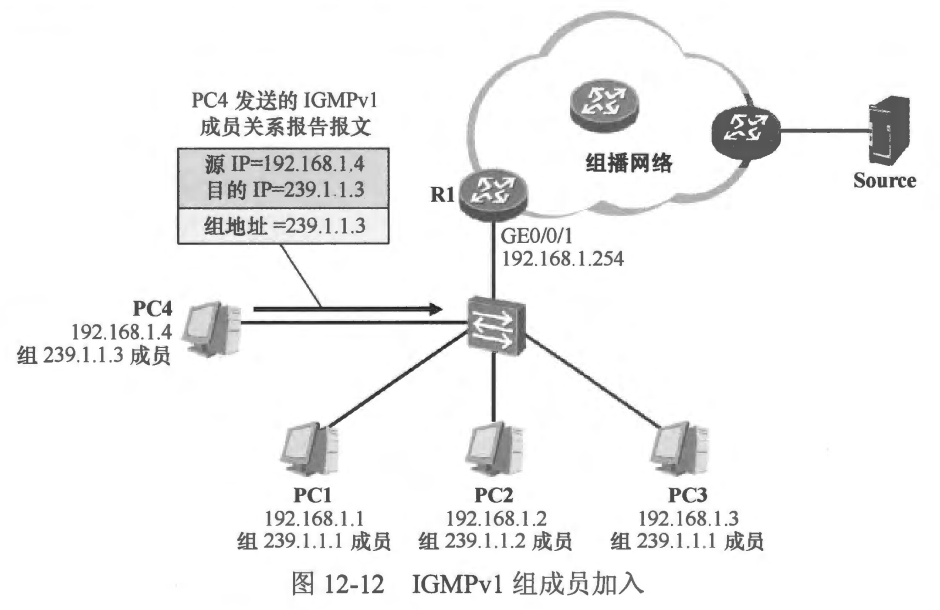 PC4 发送的 IGMPv1
成员关系报告报文
源 IP=192.168.1.4
目的 IP=239.1.1.3
组地址 =239.1.1.3
组播网络
Source
R1
GE0/0/1
192.168.1.254
PC4
192.168.1.4
组 239.1.1.3 成员
PC1
192.168.1.1
组 239.1.1.1 成员
PC2
192.168.1.2
组 239.1.1.2 成员
PC3
192.168.1.3
组 239.1.1.1 成员
图 12-12 IGMPv1 组成员加入